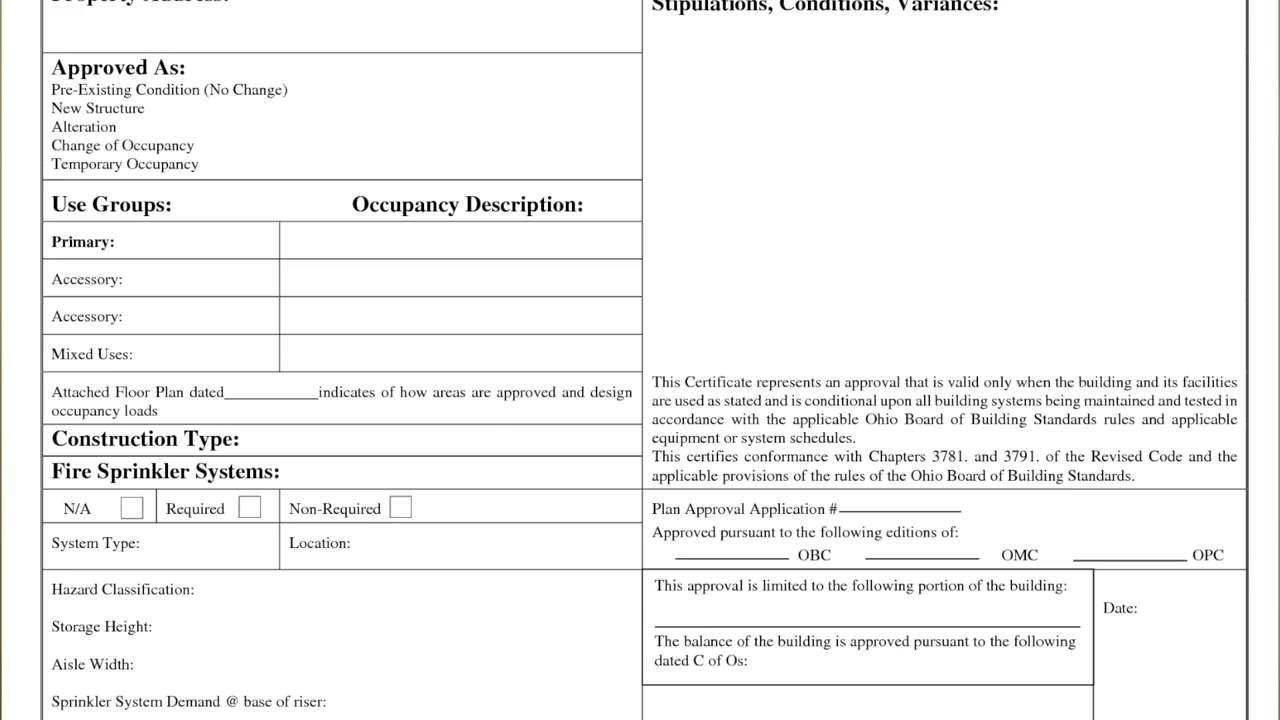 Property Address:
Approved As:
Pre-Existing Condition (No Change)
New Structure
Alteration
Change of Occupancy
Temporary Occupancy
Use Groups: Occupancy Description:
Primary:
Accessory:
Accessory:
Mixed Uses:
Attached Floor Plan dated____________indicates of how areas are approved and design
occupancy loads
Construction Type:
Fire Sprinkler Systems:
N/A Required Non-Required
System Type: Location:
Hazard Classification:
Storage Height:
Aisle Width:
Sprinkler System Demand @ base of riser:
Stipulations, Conditions, Variances:
This Certificate represents an approval that is valid only when the building and its facilities
are used as stated and is conditional upon all building systems being maintained and tested in
accordance with the applicable Ohio Board of Building Standards rules and applicable
equipment or system schedules.
This certifies conformance with Chapters 3781. and 3791. of the Revised Code and the
applicable provisions of the rules of the Ohio Board of Building Standards.
Plan Approval Application #
Approved pursuant to the following editions of:
OBC OMC OPC
This approval is limited to the following portion of the building:
The balance of the building is approved pursuant to the following
dated C of Os:
Date: